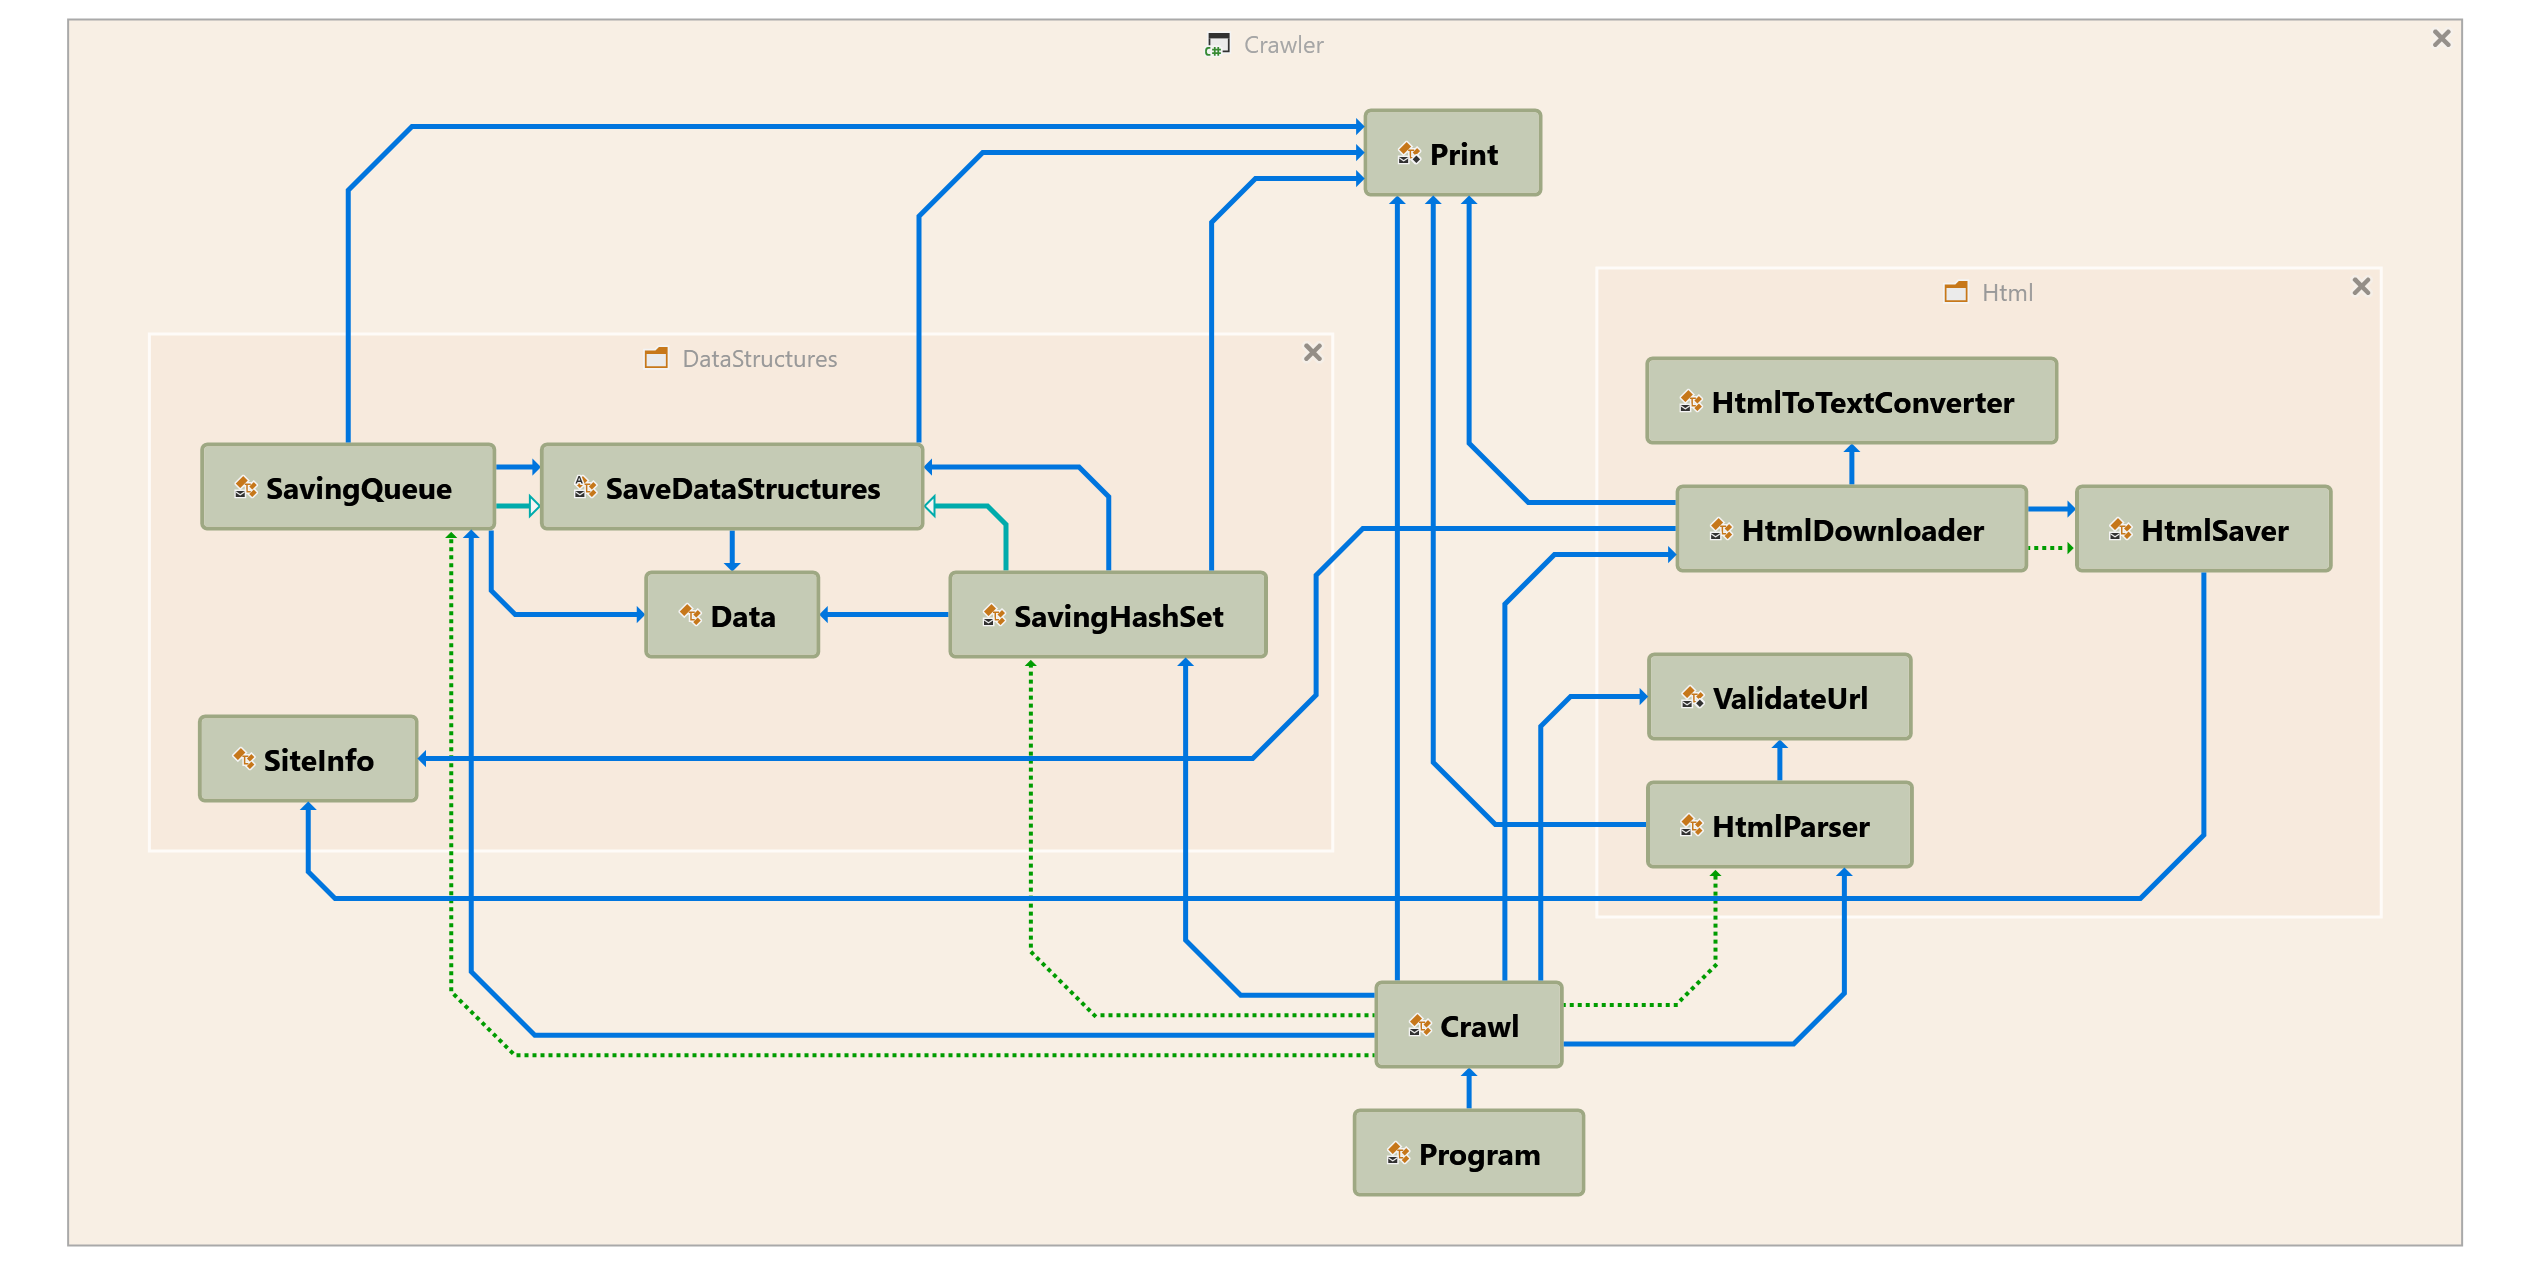 C# Crawler
Print
Html
DataStructures
HtmlToTextConverter
SavingQueue
SaveDataStructures
HtmlDownloader
HtmlSaver
Data
SavingHashSet
ValidateUrl
SiteInfo
HtmlParser
Crawl
Program